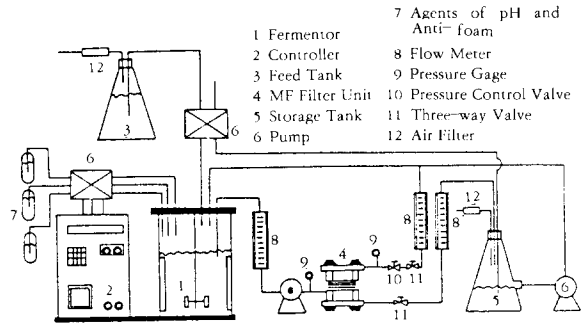 1 Fermentor
2 Controller
3 Feed Tank
4 MF Filter Unit
5 Storage Tank
6 Pump
7 Agents of pH and
Anti-foam
8 Flow Meter
9 Pressure Gage
10 Pressure Control Valve
11 Three-way Valve
12 Air Filter
12
3
6
6
7
2
1
8
9
4
9
10 11
11
8
8
12
5
6